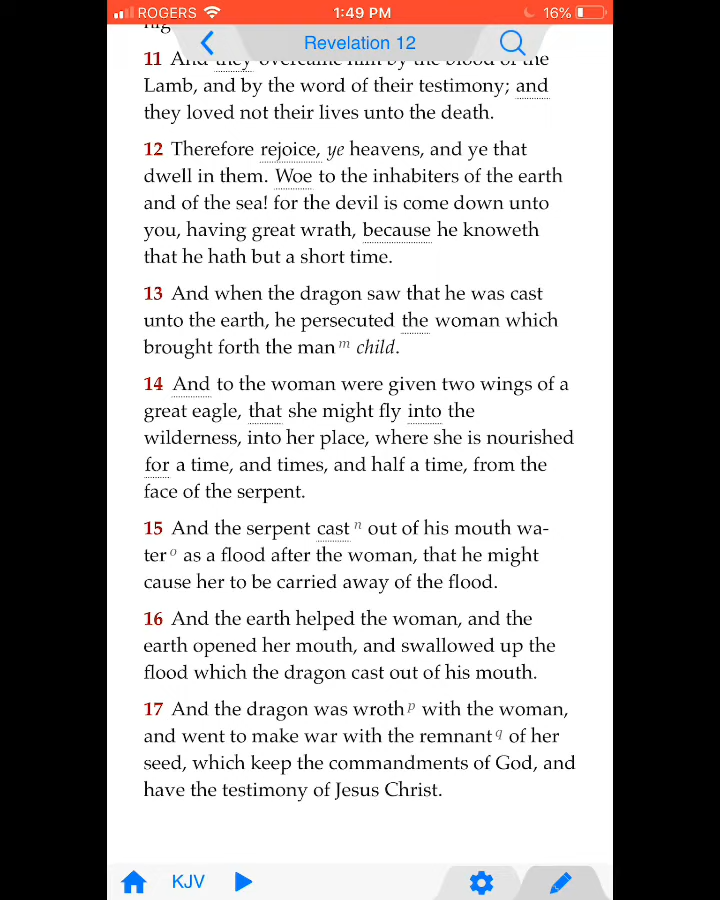 ROGERS 1:49 PM 16%
Revelation 12
11 And they overcame him by the blood of the
Lamb, and by the word of their testimony; and
they loved not their lives unto the death.
12 Therefore rejoice, ye heavens, and ye that
dwell in them. Woe to the inhabiters of the earth
and of the sea! for the devil is come down unto
you, having great wrath, because he knoweth
that he hath but a short time.
13 And when the dragon saw that he was cast
unto the earth, he persecuted the woman which
brought forth the man m child.
14 And to the woman were given two wings of a
great eagle, that she might fly into the
wilderness, into her place, where she is nourished
for a time, and times, and half a time, from the
face of the serpent.
15 And the serpent cast n out of his mouth wa-
ter o as a flood after the woman, that he might
cause her to be carried away of the flood.
16 And the earth helped the woman, and the
earth opened her mouth, and swallowed up the
flood which the dragon cast out of his mouth.
17 And the dragon was wroth p with the woman,
and went to make war with the remnant q of her
seed, which keep the commandments of God, and
have the testimony of Jesus Christ.
KJV